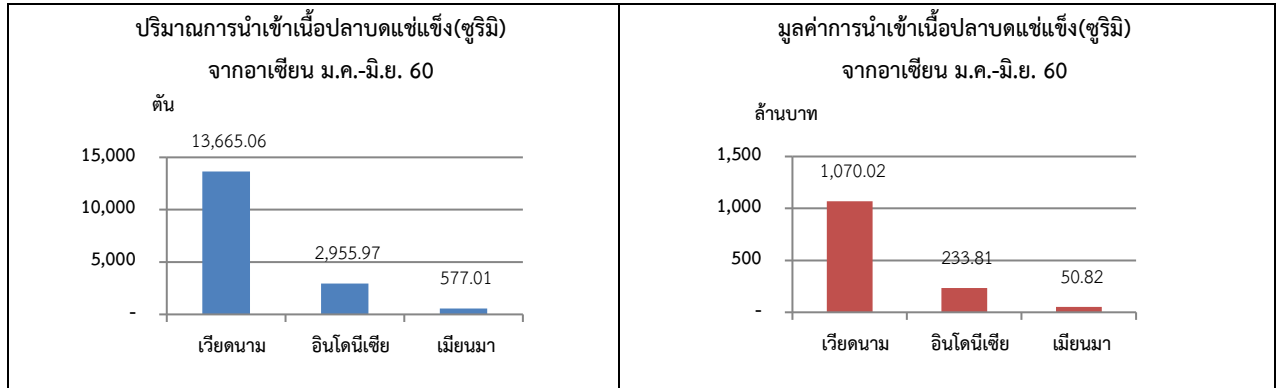 ปริมาณการนำเข้าเนื้อปลาบดแช่แข็ง(ซูริมิ)
จากอาเซียน ม.ค.-มิ.ย. 60
ตัน
13,665.06
15,000
10,000
2,955.97
5,000
577.01
-
เวียดนาม อินโดนีเซีย เมียนมา
มูลค่าการนำเข้าเนื้อปลาบดแช่แข็ง(ซูริมิ)
จากอาเซียน ม.ค.-มิ.ย. 60
ล้านบาท
1,500
1,070.02
1,000
500
233.81
50.82
-
เวียดนาม อินโดนีเซีย เมียนมา